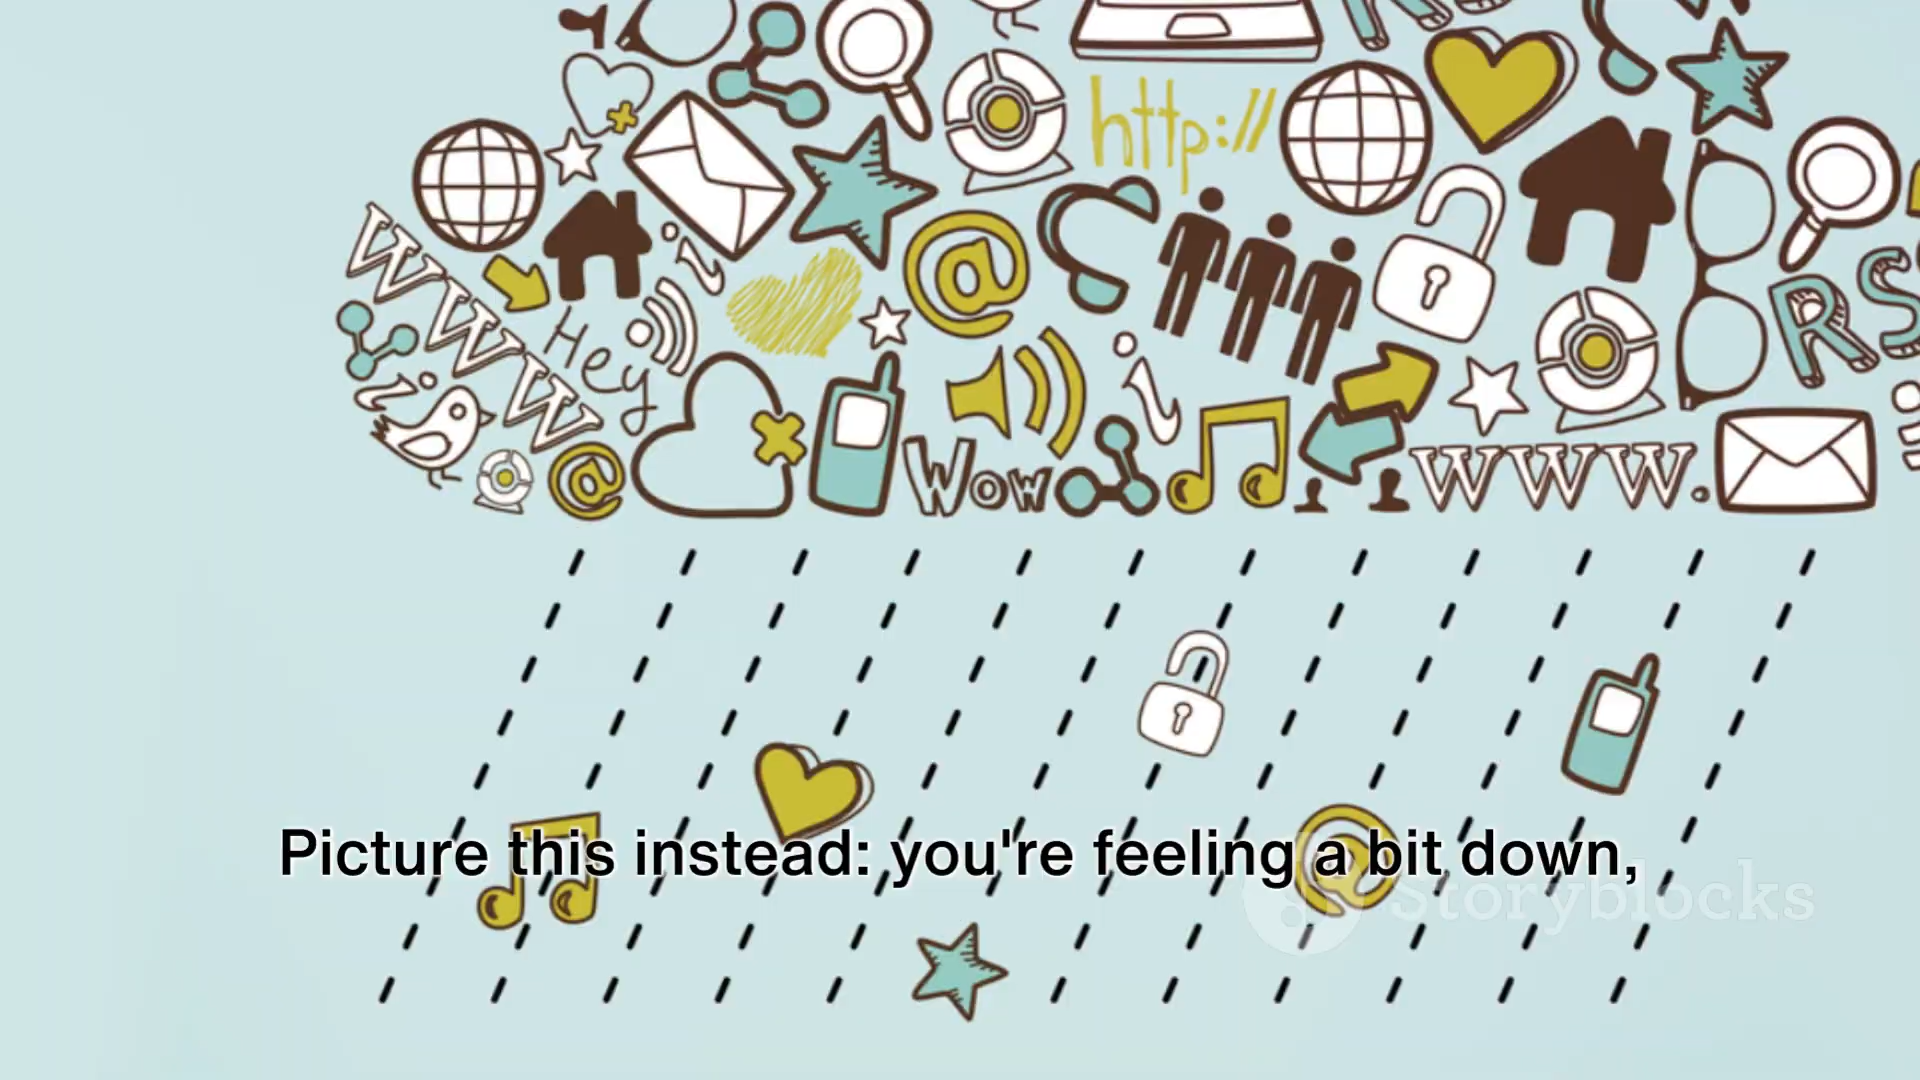 http://
WWW
Hey
i
@
RS
i
i
@
Wow
www.
Picture this instead: you're feeling a bit down,
@
Storyblocks